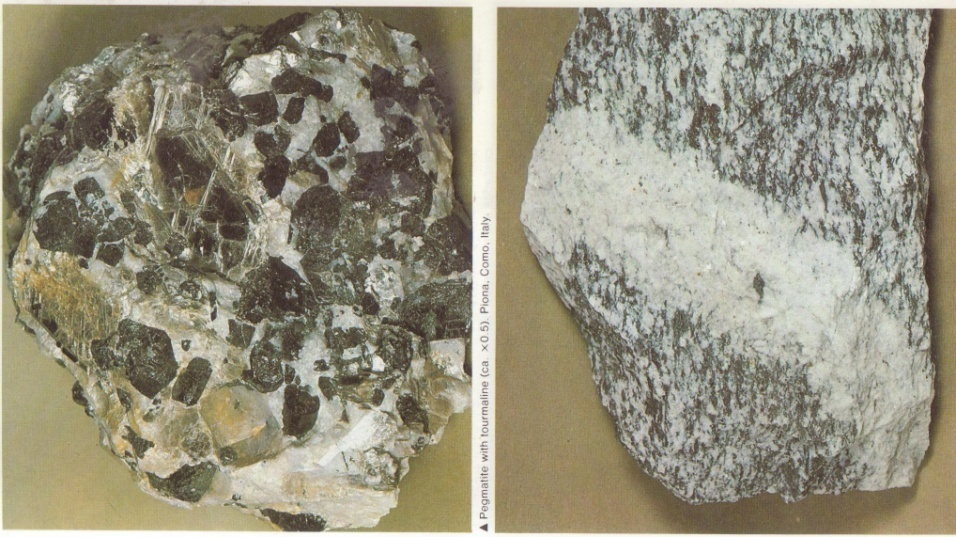 ▲ Pegmatite with tourmaline (ca. ×0.5). Piona, Como, Italy